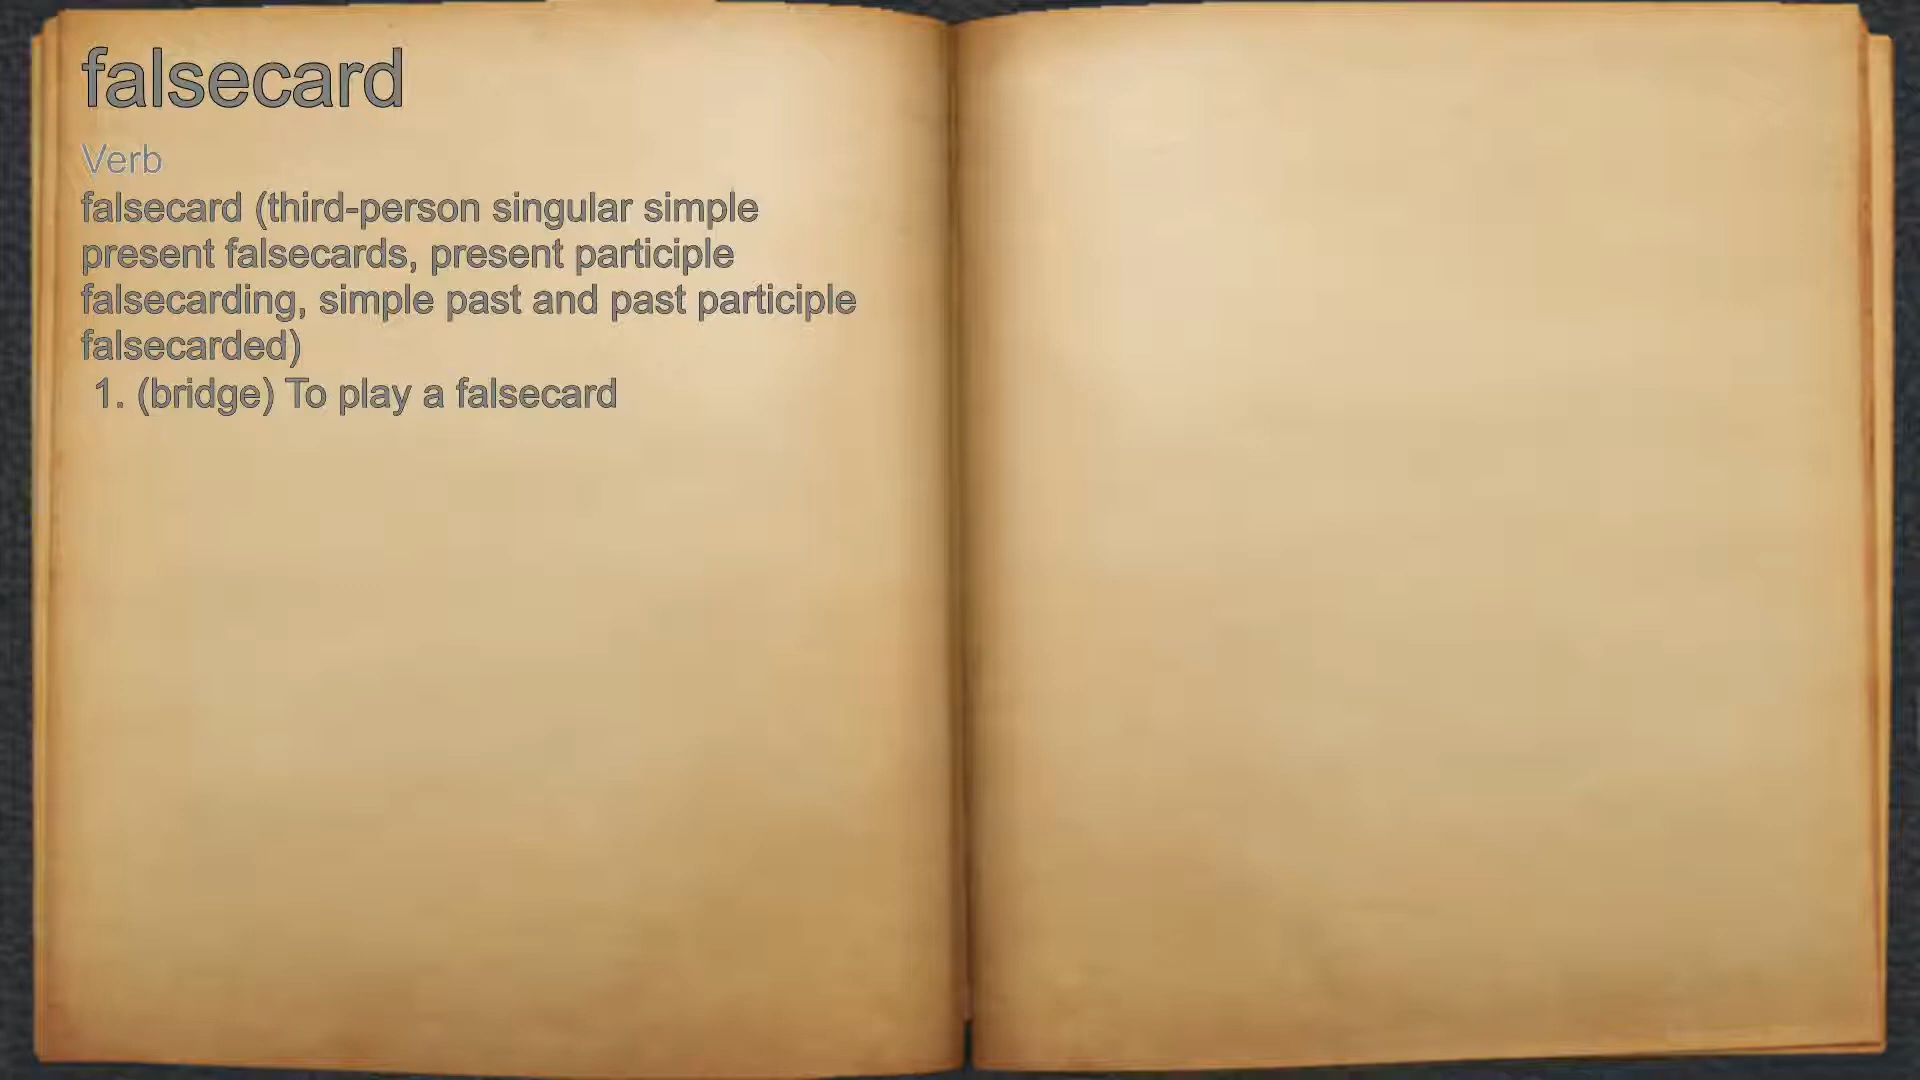 falsecard
Verb
falsecard (third-person singular simple
present falsecards, present participle
falsecarding, simple past and past participle
falsecarded)
1. (bridge) To play a falsecard